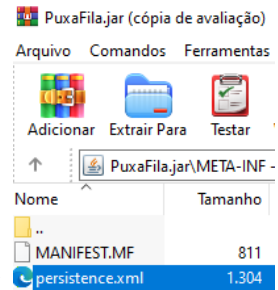 PuxaFila.jar (cópia de avaliação)
Arquivo Comandos Ferramentas
Adicionar Extrair Para Testar
PuxaFila.jar\META-INF -
Nome Tamanho
..
MANIFEST.MF 811
persistence.xml 1.304